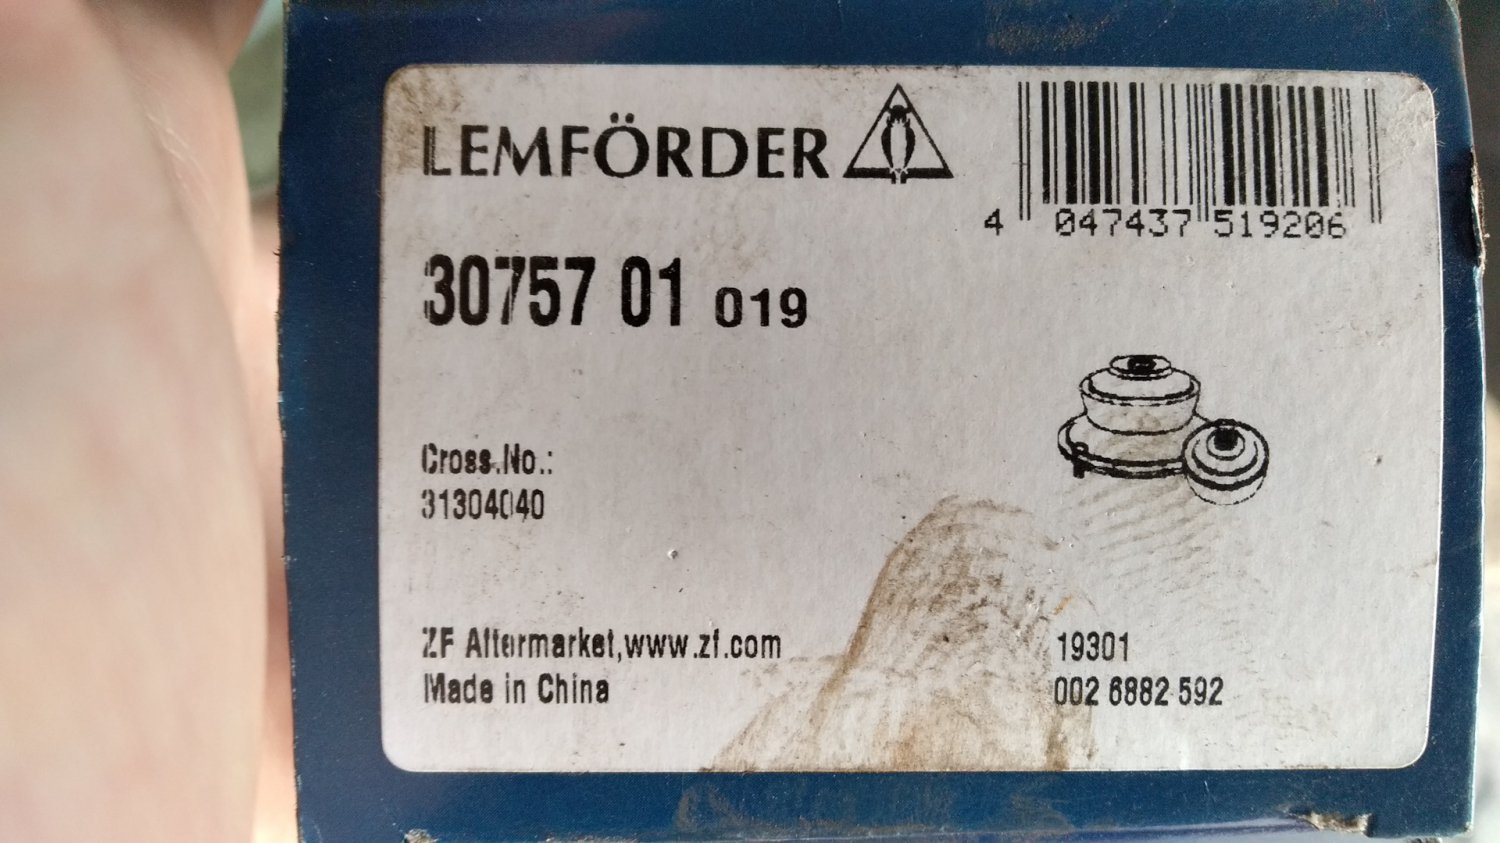 LEMFÖRDER
4 047437 519206
30757 01 019
Cross.No.:
31304040
ZF Aftermarket,www.zf.com
Made in China
19301
002 6882 592